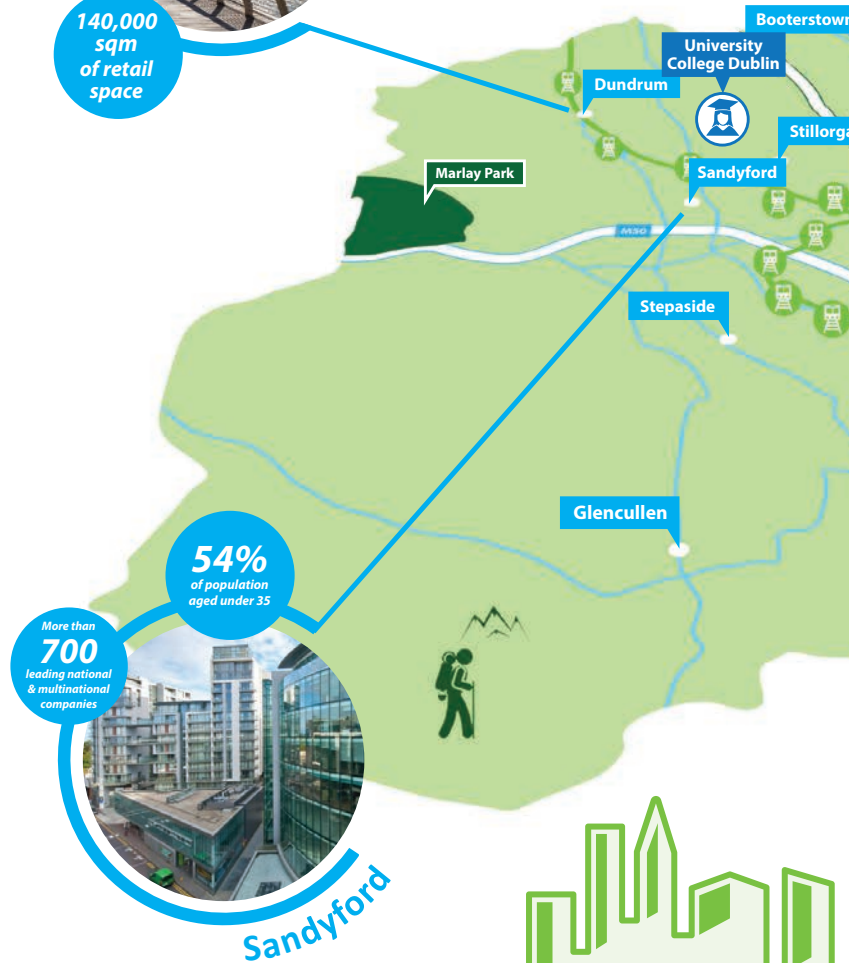 140,000
sqm
of retail
space
Booterstown
University
College Dublin
Dundrum
Stillorga
Marlay Park
Sandyford
M50
Stepaside
Glencullen
54%
of population
aged under 35
More than
700
leading national
& multinational
companies
Sandyford